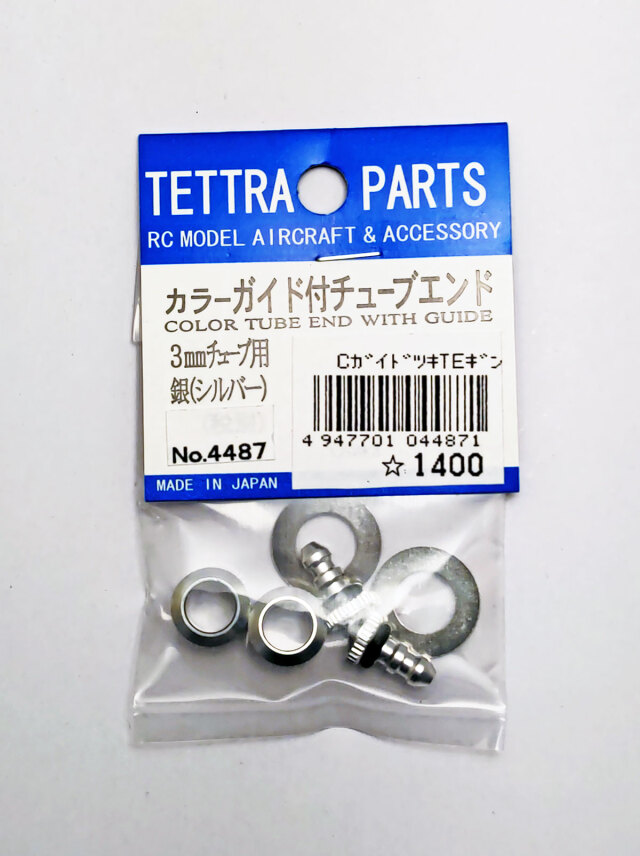 TETTRA PARTS
RC MODEL AIRCRAFT & ACCESSORY
カラーガイド付チューブエンド
COLOR TUBE END WITH GUIDE
3mmチューブ用
銀(シルバー)
No.4487
CガイドツキTEギン
4 947701 044871
☆1400
MADE IN JAPAN